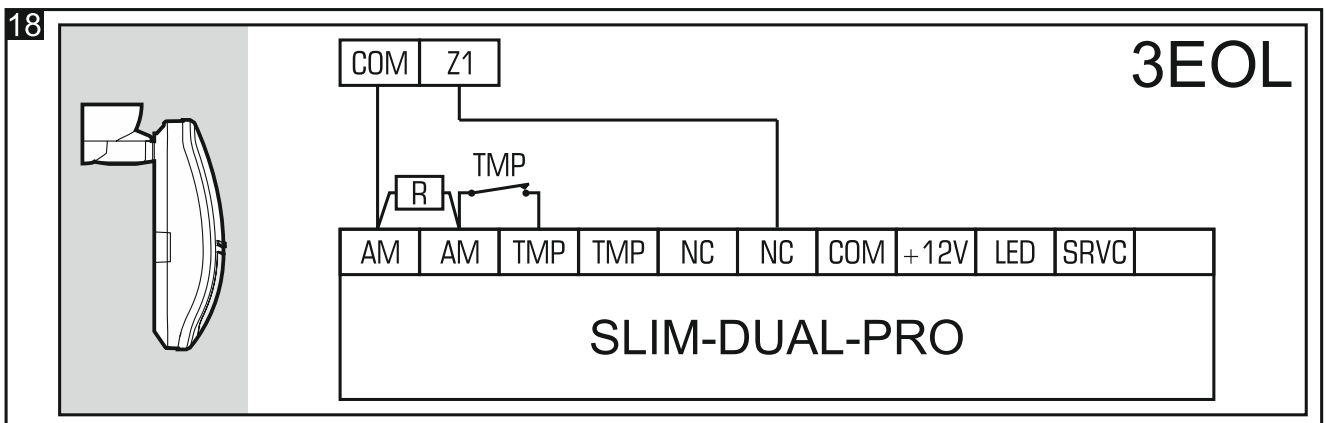 18
3EOL
COM Z1
TMP
R
AM AM TMP TMP NC NC COM +12V LED SRVC
SLIM-DUAL-PRO